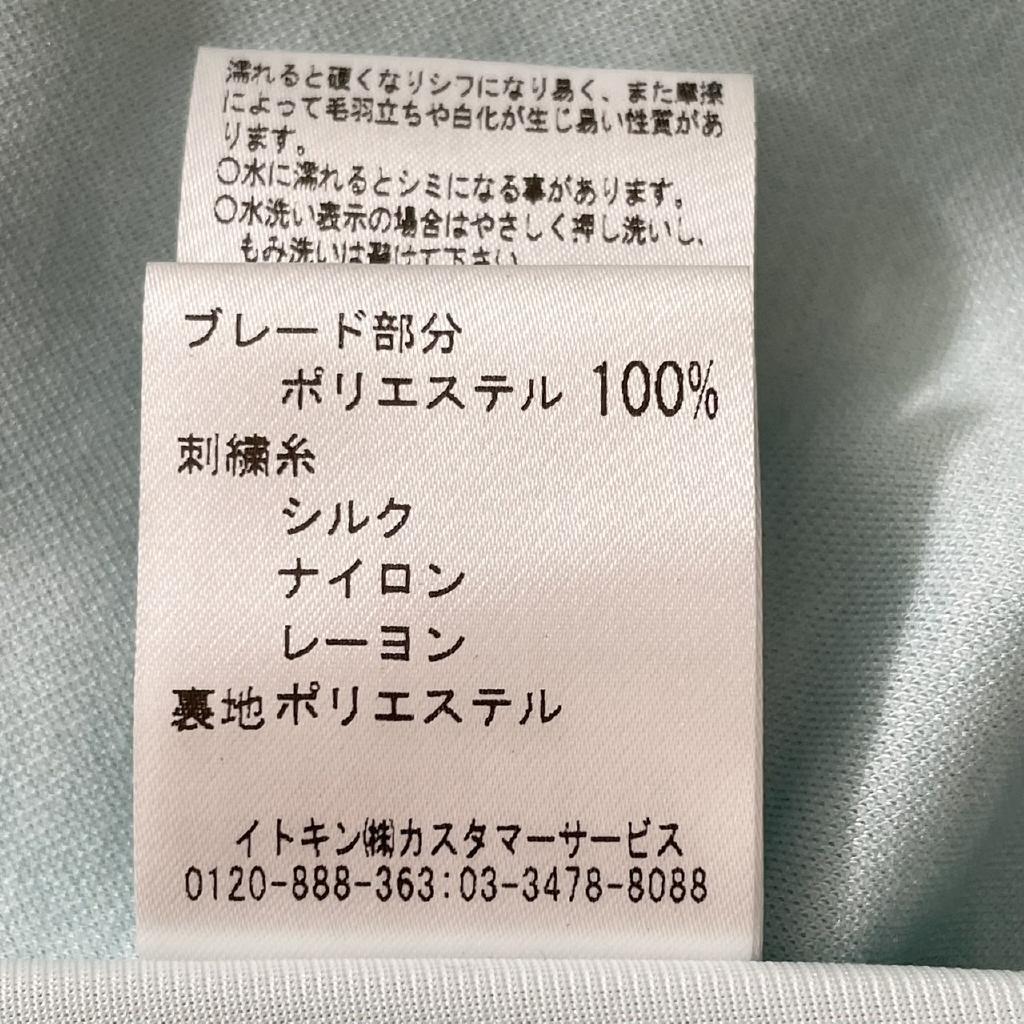 濡れると硬くなりシワになり易く、また摩擦
によって毛羽立ちや白化が生じ易い性質があ
ります。
○水に濡れるとシミになる事があります。
○水洗い表示の場合はやさしく押し洗いし、
もみ洗いは避けて下さい
ブレード部分
ポリエステル 100%
刺繍糸
シルク
ナイロン
レーヨン
裏地ポリエステル
イトキン㈱カスタマーサービス
0120-888-363:03-3478-8088